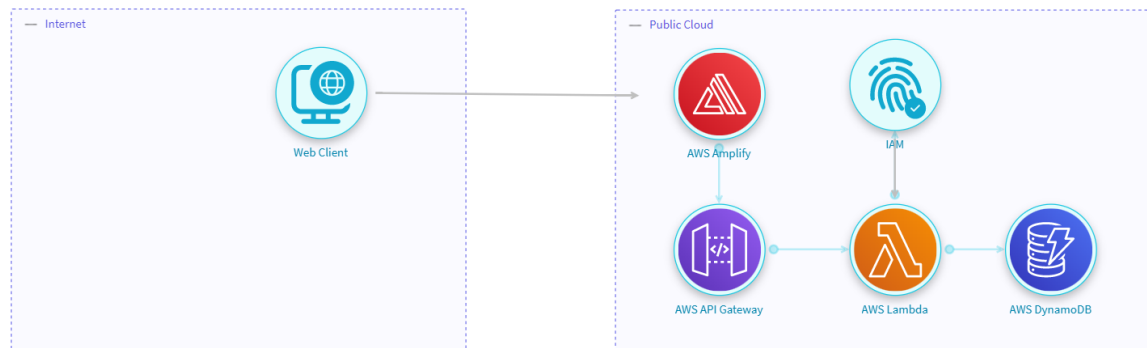 Internet
Public Cloud
Web Client
AWS Amplify
IAM
</>
AWS API Gateway
AWS Lambda
AWS DynamoDB